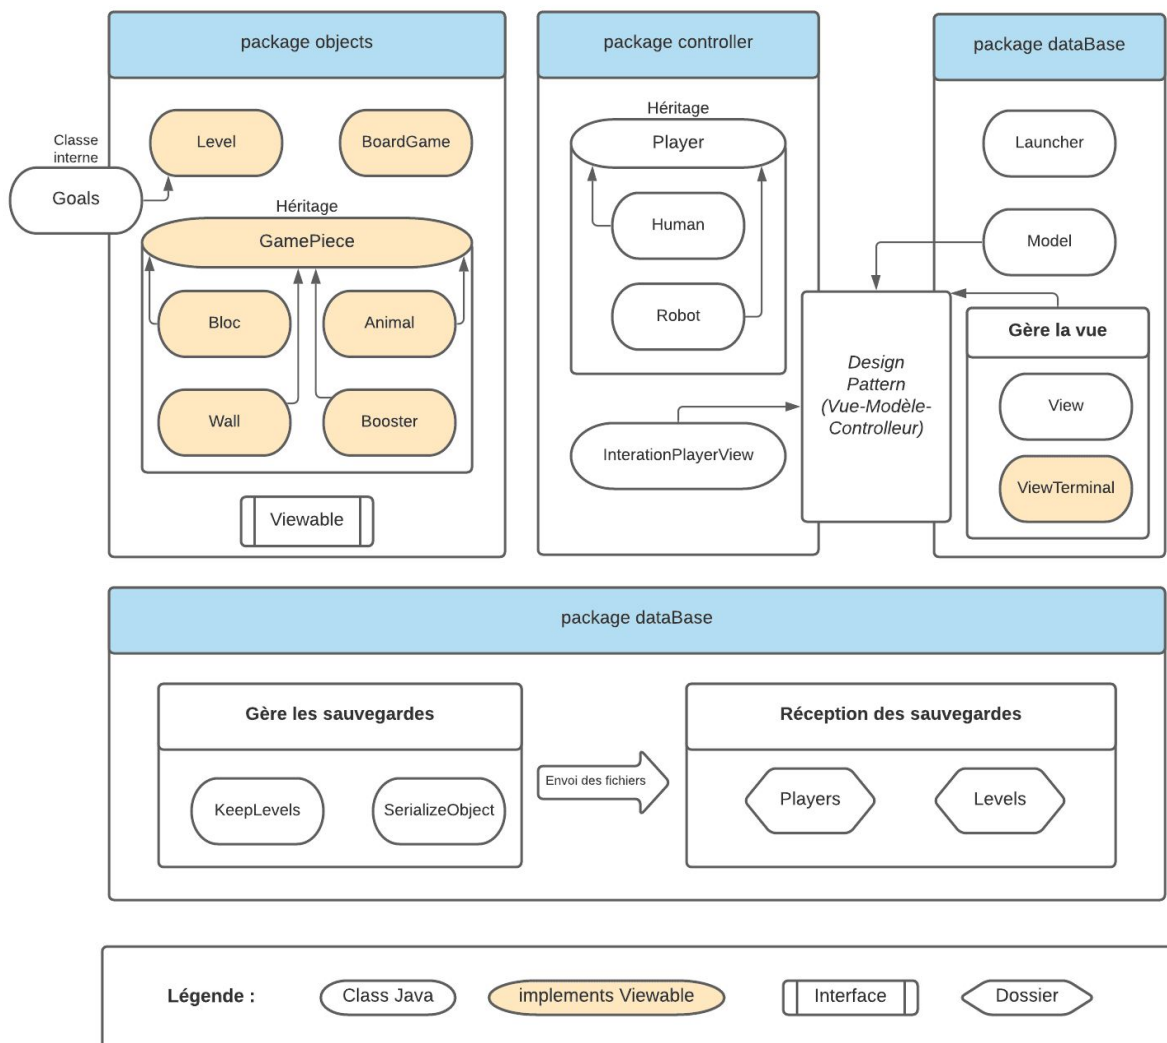 package objects
Classe
interne
Goals
Level
BoardGame
Héritage
GamePiece
Bloc
Animal
Wall
Booster
Viewable
package controller
Héritage
Player
Human
Robot
InterationPlayerView
Design
Pattern
(Vue-Modèle-
Controlleur)
package dataBase
Launcher
Model
Gère la vue
View
ViewTerminal
package dataBase
Gère les sauvegardes
KeepLevels
SerializeObject
Envoi des fichiers
Réception des sauvegardes
Players
Levels
Légende :
Class Java
implements Viewable
Interface
Dossier